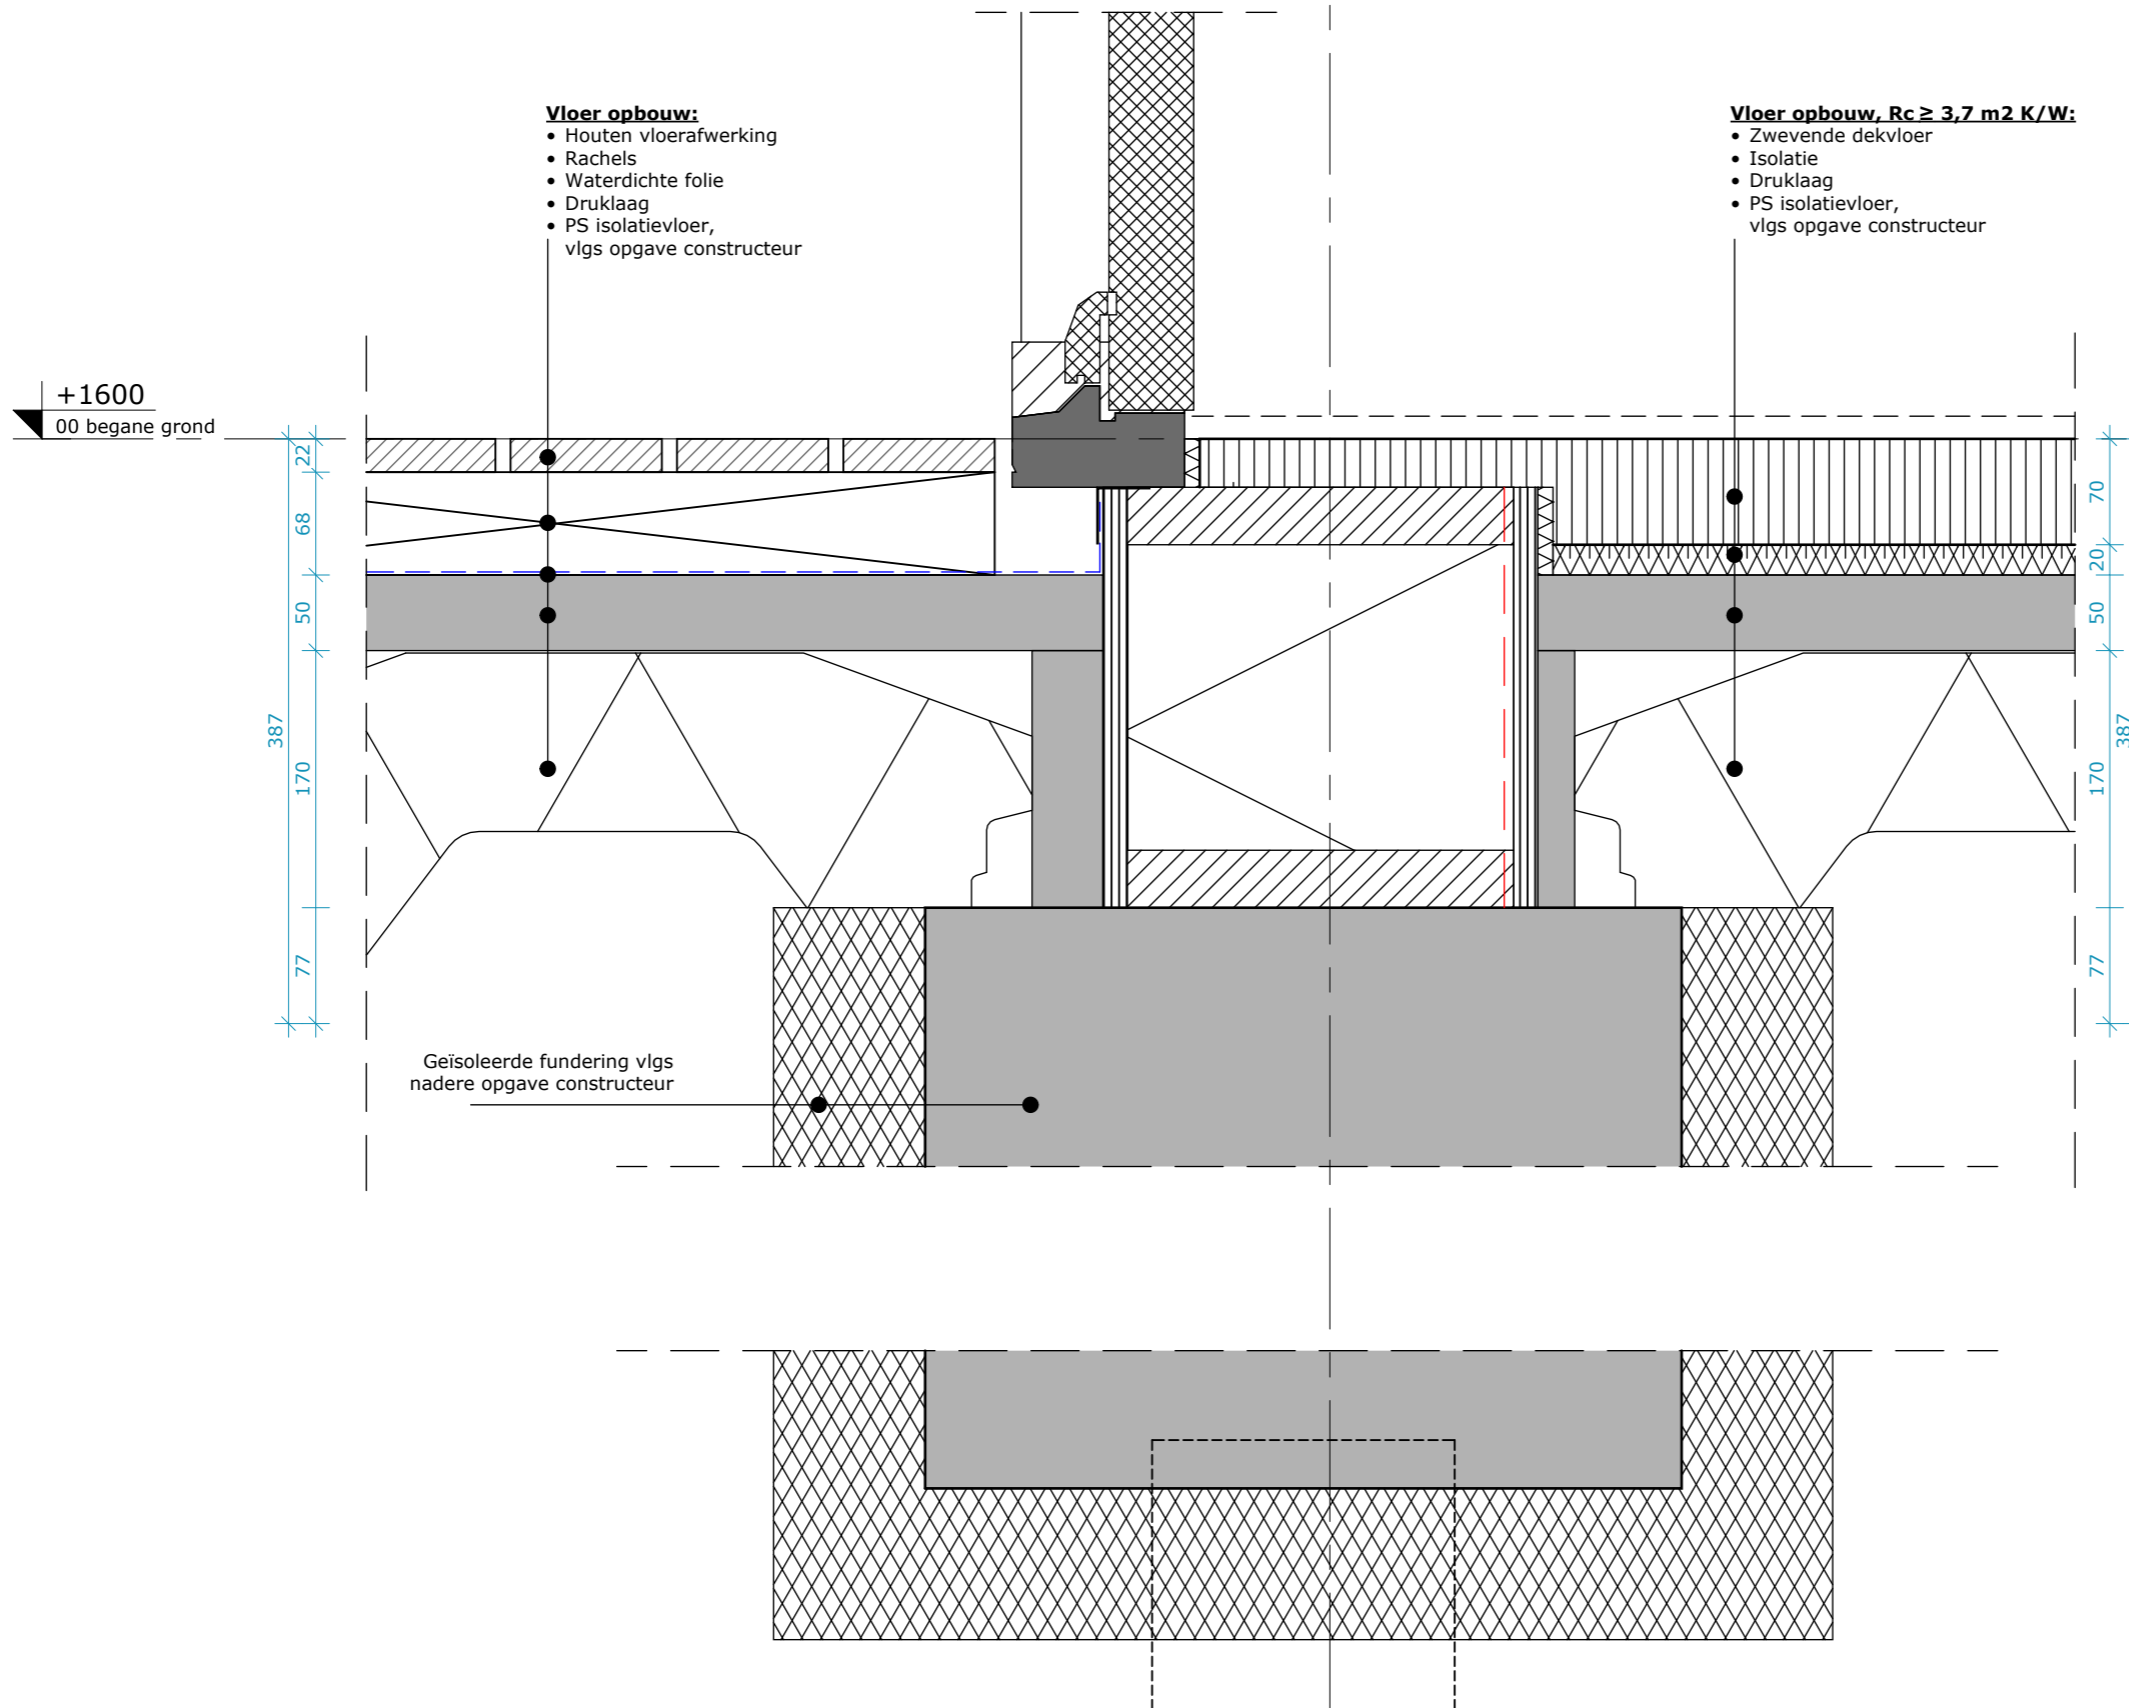 Vloer opbouw:
• Houten vloerafwerking
• Rachels
• Waterdichte folie
• Druklaag
• PS isolatievloer,
vlgs opgave constructeur
Vloer opbouw, Rc ≥ 3,7 m2 K/W:
• Zwevende dekvloer
• Isolatie
• Druklaag
• PS isolatievloer,
vlgs opgave constructeur
+1600
00 begane grond
22
68
50
387
170
77
70
20
50
387
170
77
Geïsoleerde fundering vlgs
nadere opgave constructeur